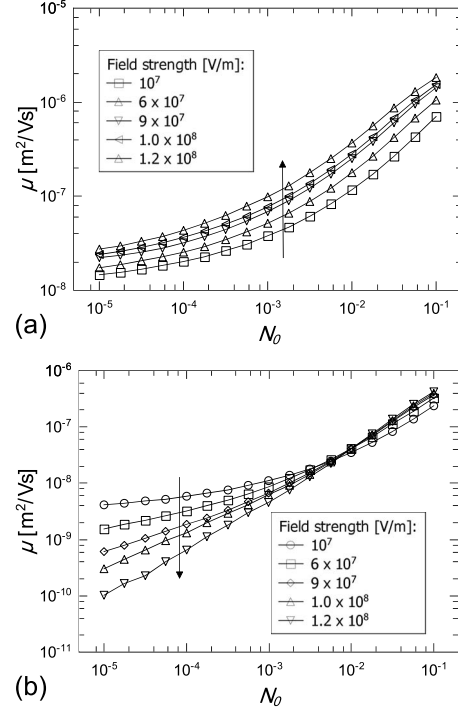 10⁻⁵
10⁻⁶
10⁻⁷
10⁻⁸
μ [m²/Vs]
Field strength [V/m]:
10⁷
6 x 10⁷
9 x 10⁷
1.0 x 10⁸
1.2 x 10⁸
10⁻⁵ 10⁻⁴ 10⁻³ 10⁻² 10⁻¹
(a)
N₀
10⁻⁶
10⁻⁷
10⁻⁸
10⁻⁹
10⁻¹⁰
10⁻¹¹
μ [m²/Vs]
Field strength [V/m]:
10⁷
6 x 10⁷
9 x 10⁷
1.0 x 10⁸
1.2 x 10⁸
10⁻⁵ 10⁻⁴ 10⁻³ 10⁻² 10⁻¹
(b)
N₀